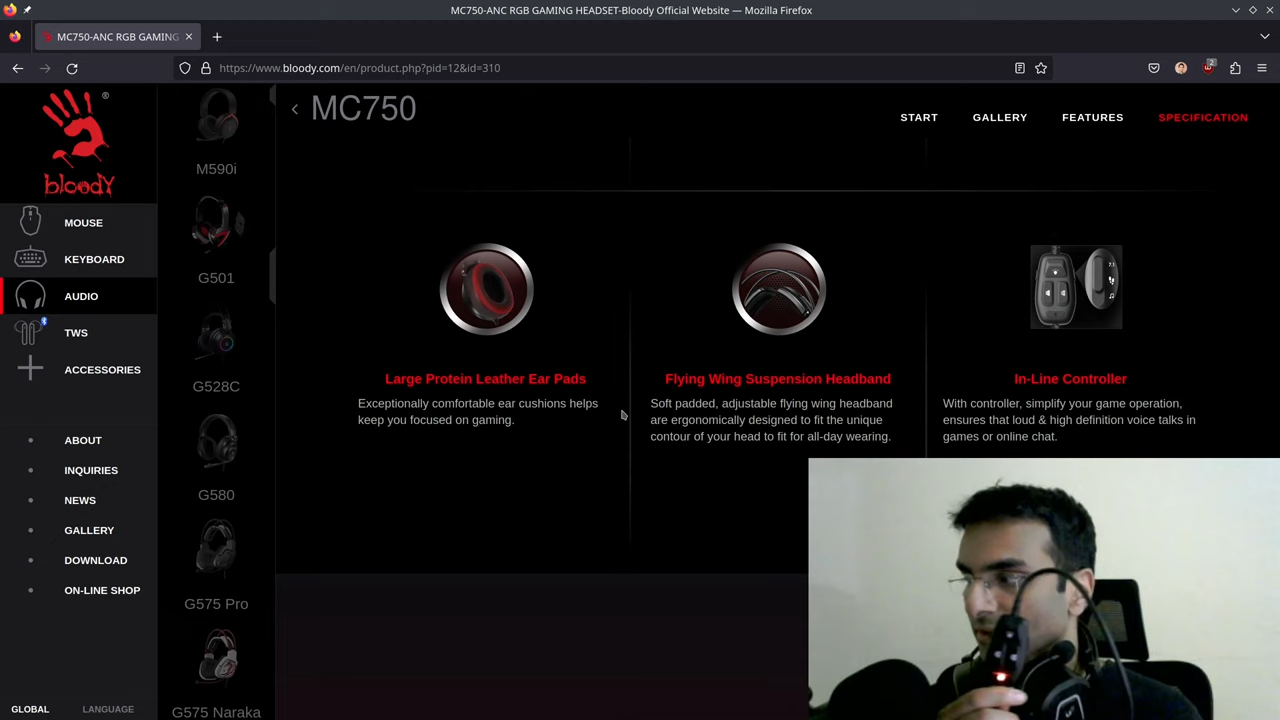 MC750-ANC RGB GAMING HEADSET-Bloody Official Website — Mozilla Firefox
MC750-ANC RGB GAMING
https://www.bloody.com/en/product.php?pid=12&id=310
2
®
bloody
MOUSE
KEYBOARD
AUDIO
TWS
ACCESSORIES
ABOUT
INQUIRIES
NEWS
GALLERY
DOWNLOAD
ON-LINE SHOP
GLOBAL LANGUAGE
M590i
G501
G528C
G580
G575 Pro
G575 Naraka
MC750
START GALLERY FEATURES SPECIFICATION
Large Protein Leather Ear Pads
Exceptionally comfortable ear cushions helps
keep you focused on gaming.
Flying Wing Suspension Headband
Soft padded, adjustable flying wing headband
are ergonomically designed to fit the unique
contour of your head to fit for all-day wearing.
7.1
In-Line Controller
With controller, simplify your game operation,
ensures that loud & high definition voice talks in
games or online chat.